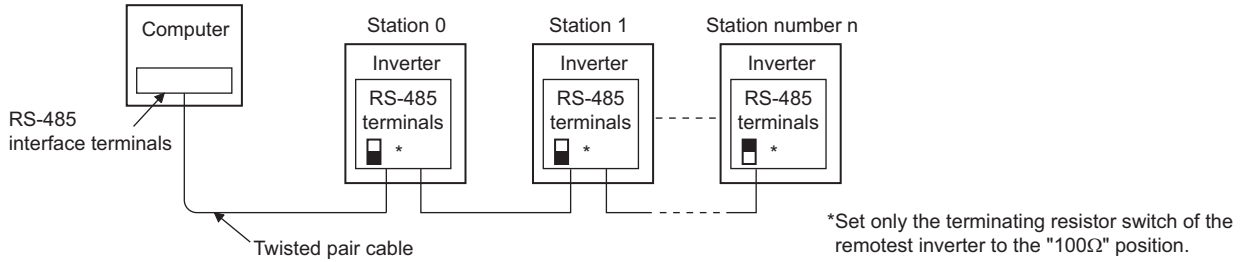 Computer
RS-485
interface terminals
Twisted pair cable
Station 0
Inverter
RS-485
terminals
*
Station 1
Inverter
RS-485
terminals
*
Station number n
Inverter
RS-485
terminals
*
*Set only the terminating resistor switch of the
remotest inverter to the "100Ω" position.